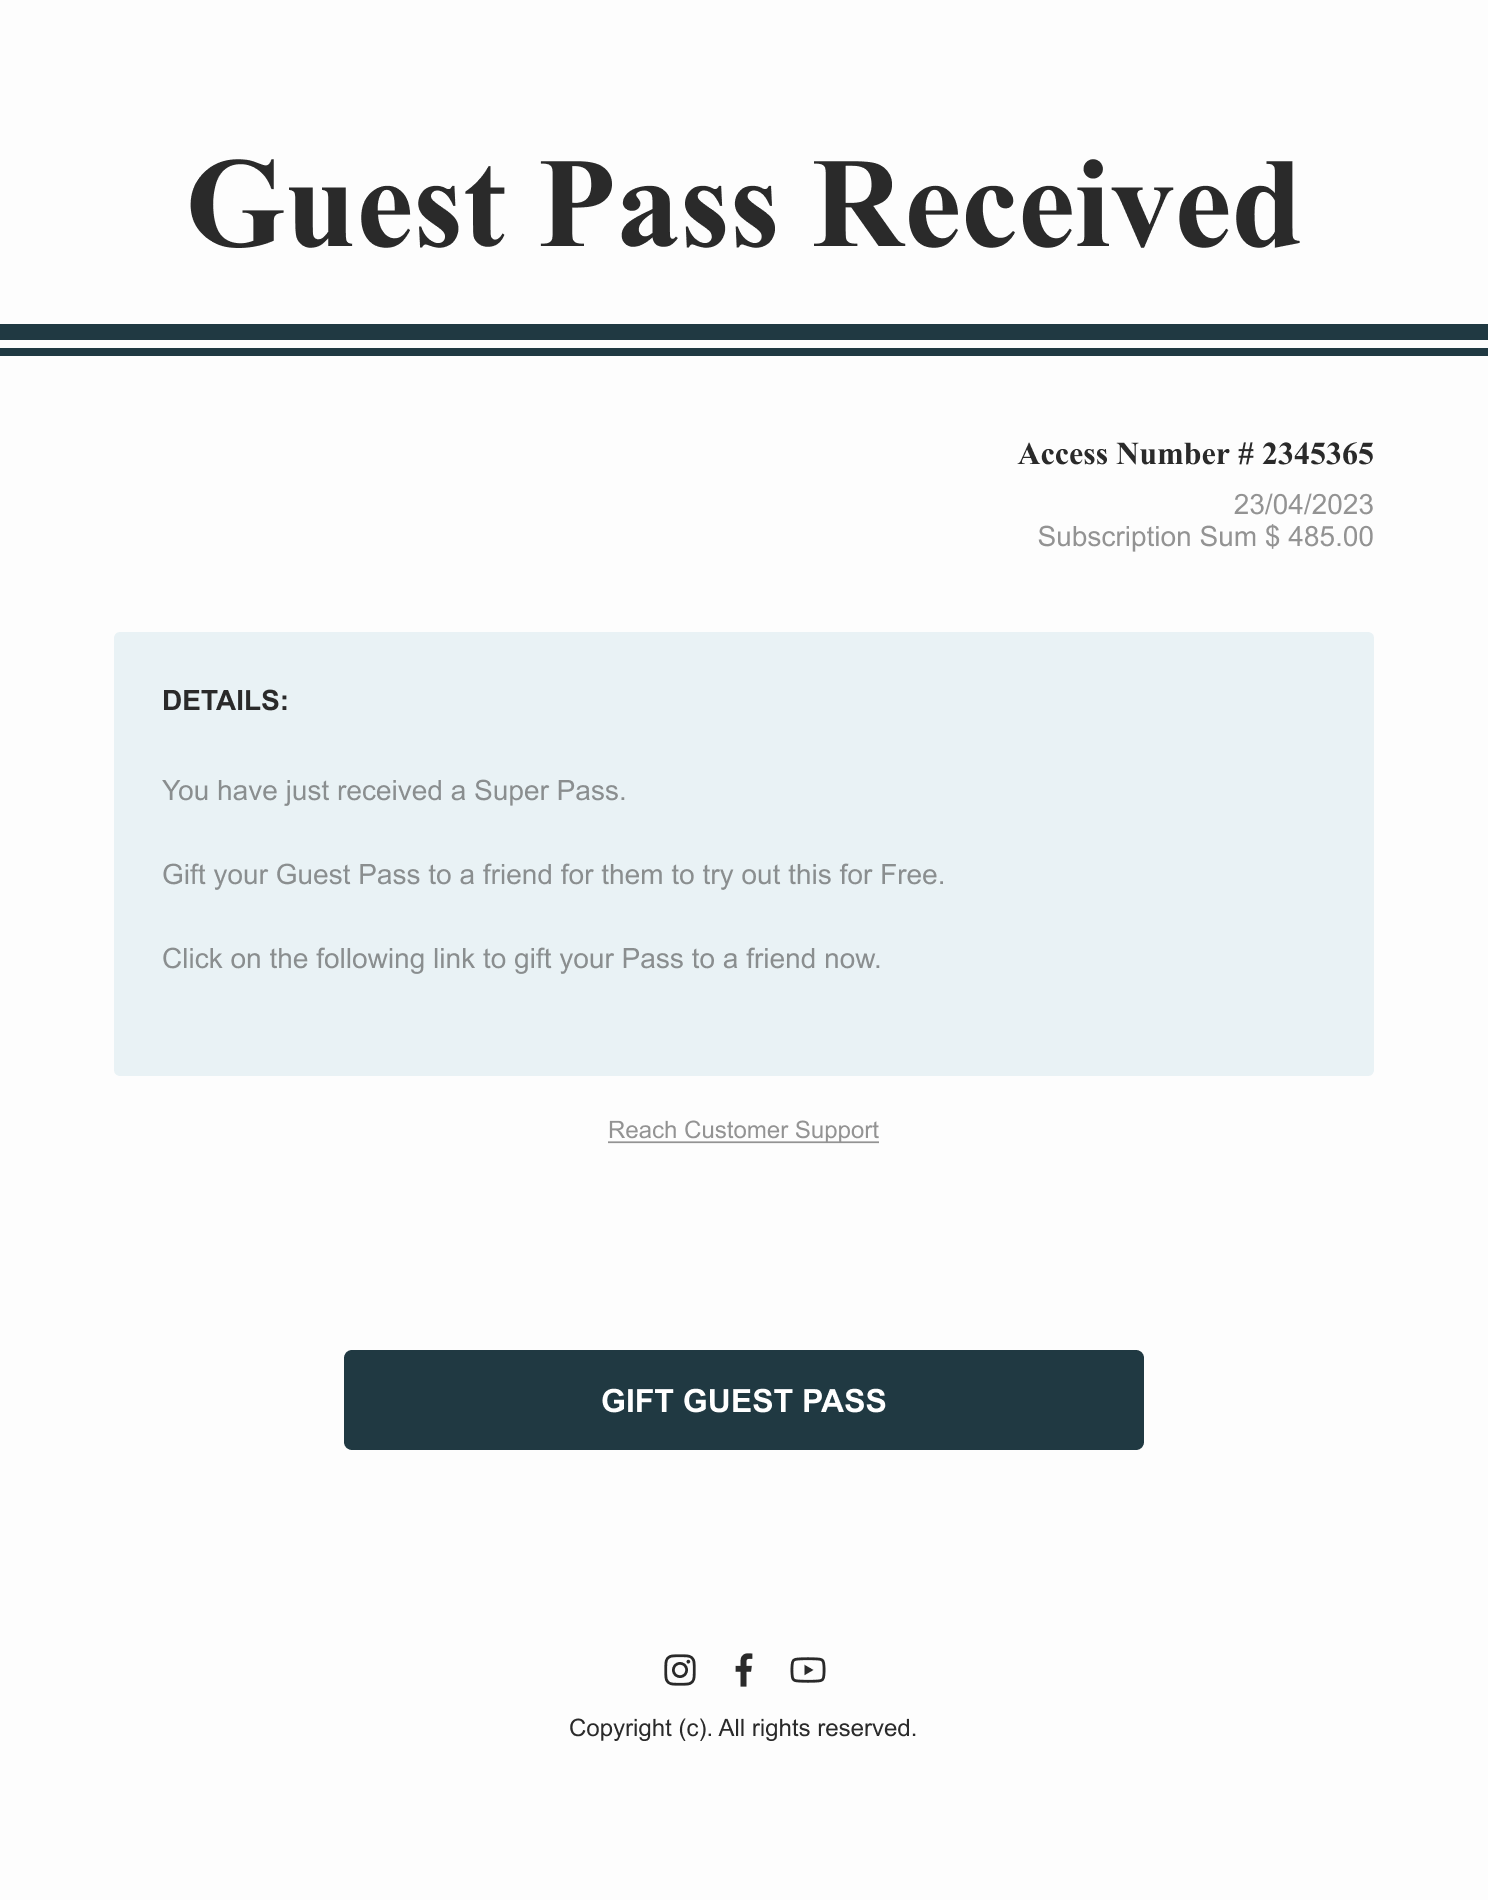 Guest Pass Received
Access Number # 2345365
23/04/2023
Subscription Sum $ 485.00
DETAILS:
You have just received a Super Pass.
Gift your Guest Pass to a friend for them to try out this for Free.
Click on the following link to gift your Pass to a friend now.
Reach Customer Support
GIFT GUEST PASS
Copyright (c). All rights reserved.